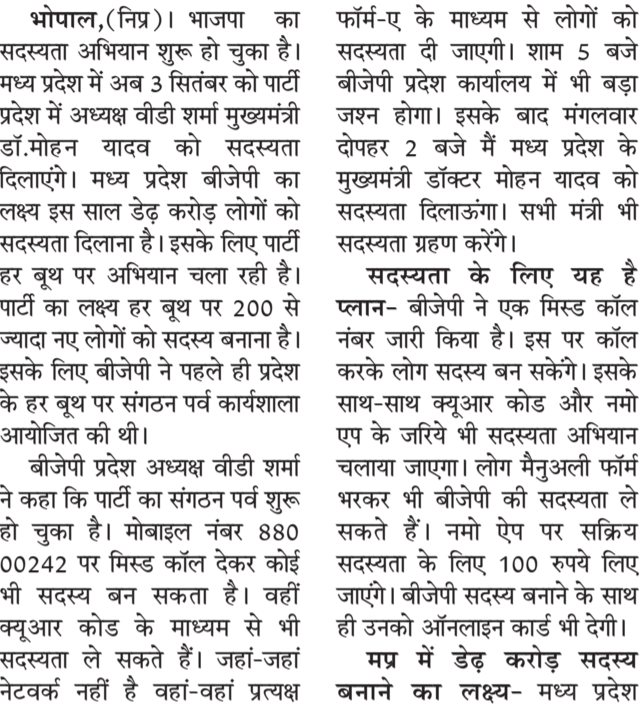 भोपाल,(निप्र)। भाजपा का
सदस्यता अभियान शुरू हो चुका है।
मध्य प्रदेश में अब 3 सितंबर को पार्टी
प्रदेश में अध्यक्ष वीडी शर्मा मुख्यमंत्री
डॉ.मोहन यादव को सदस्यता
दिलाएंगे। मध्य प्रदेश बीजेपी का
लक्ष्य इस साल डेढ़ करोड़ लोगों को
सदस्यता दिलाना है। इसके लिए पार्टी
हर बूथ पर अभियान चला रही है।
पार्टी का लक्ष्य हर बूथ पर 200 से
ज्यादा नए लोगों को सदस्य बनाना है।
इसके लिए बीजेपी ने पहले ही प्रदेश
के हर बूथ पर संगठन पर्व कार्यशाला
आयोजित की थी।
बीजेपी प्रदेश अध्यक्ष वीडी शर्मा
ने कहा कि पार्टी का संगठन पर्व शुरू
हो चुका है। मोबाइल नंबर 880
00242 पर मिस्ड कॉल देकर कोई
भी सदस्य बन सकता है। वहीं
क्यूआर कोड के माध्यम से भी
सदस्यता ले सकते हैं। जहां-जहां
नेटवर्क नहीं है वहां-वहां प्रत्यक्ष
फॉर्म-ए के माध्यम से लोगों को
सदस्यता दी जाएगी। शाम 5 बजे
बीजेपी प्रदेश कार्यालय में भी बड़ा
जश्न होगा। इसके बाद मंगलवार
दोपहर 2 बजे मैं मध्य प्रदेश के
मुख्यमंत्री डॉक्टर मोहन यादव को
सदस्यता दिलाऊंगा। सभी मंत्री भी
सदस्यता ग्रहण करेंगे।
सदस्यता के लिए यह है
प्लान- बीजेपी ने एक मिस्ड कॉल
नंबर जारी किया है। इस पर कॉल
करके लोग सदस्य बन सकेंगे। इसके
साथ-साथ क्यूआर कोड और नमो
एप के जरिये भी सदस्यता अभियान
चलाया जाएगा। लोग मैनुअली फॉर्म
भरकर भी बीजेपी की सदस्यता ले
सकते हैं। नमो ऐप पर सक्रिय
सदस्यता के लिए 100 रुपये लिए
जाएंगे। बीजेपी सदस्य बनाने के साथ
ही उनको ऑनलाइन कार्ड भी देगी।
मप्र में डेढ़ करोड़ सदस्य
बनाने का लक्ष्य- मध्य प्रदेश